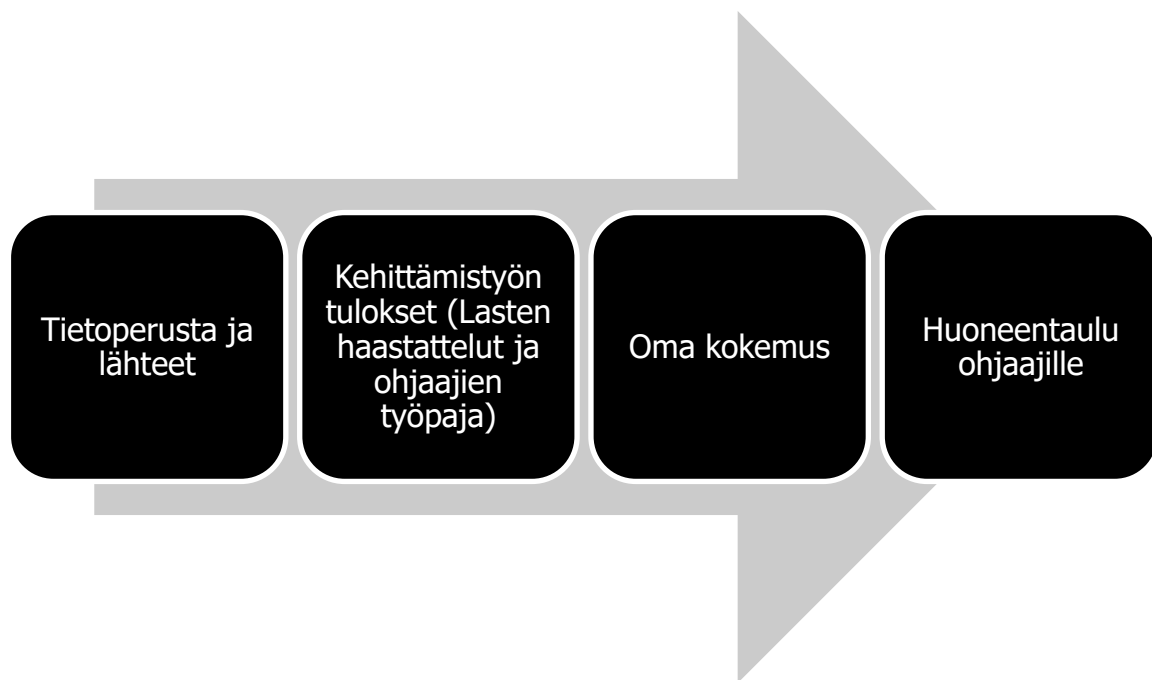 Tietoperusta ja
lähteet
Kehittämistyön
tulokset (Lasten
haastattelut ja
ohjaajien
työpaja)
Oma kokemus
Huoneentaulu
ohjaajille